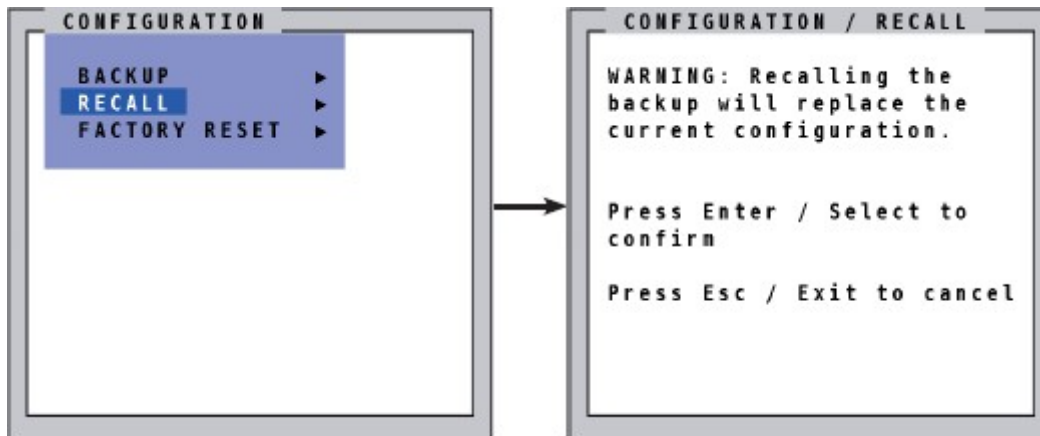 CONFIGURATION
BACKUP ▶
RECALL ▶
FACTORY RESET ▶
CONFIGURATION / RECALL
WARNING: Recalling the
backup will replace the
current configuration.
Press Enter / Select to
confirm
Press Esc / Exit to cancel